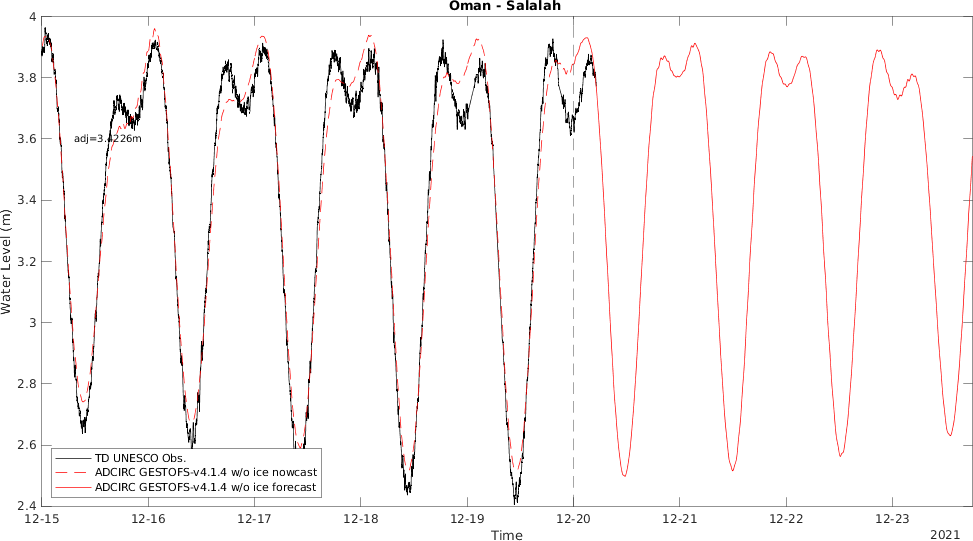 Oman - Salalah
4
3.8
3.6
3.4
3.2
3
2.8
2.6
2.4
Water Level (m)
adj=3.4226m
TD UNESCO Obs.
ADCIRC GESTOFS-v4.1.4 w/o ice nowcast
ADCIRC GESTOFS-v4.1.4 w/o ice forecast
12-15
12-16
12-17
12-18
12-19
12-20
12-21
12-22
12-23
Time
2021